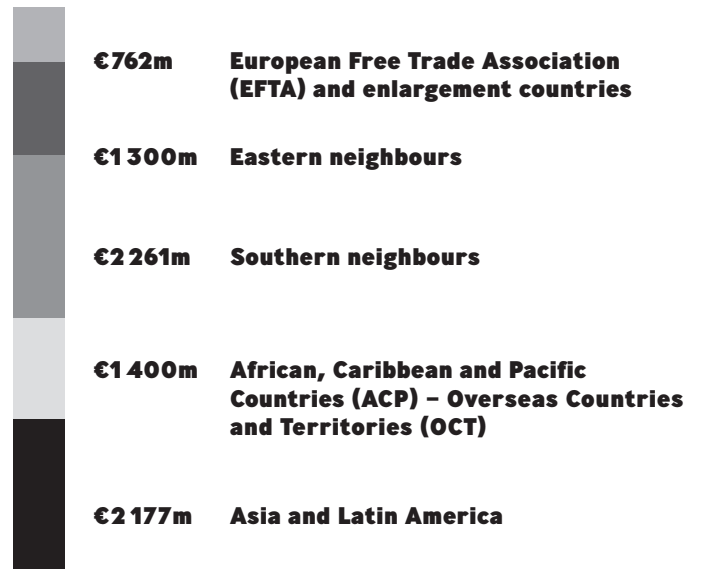 €762m European Free Trade Association
(EFTA) and enlargement countries
€1 300m Eastern neighbours
€2 261m Southern neighbours
€1 400m African, Caribbean and Pacific
Countries (ACP) – Overseas Countries
and Territories (OCT)
€2 177m Asia and Latin America